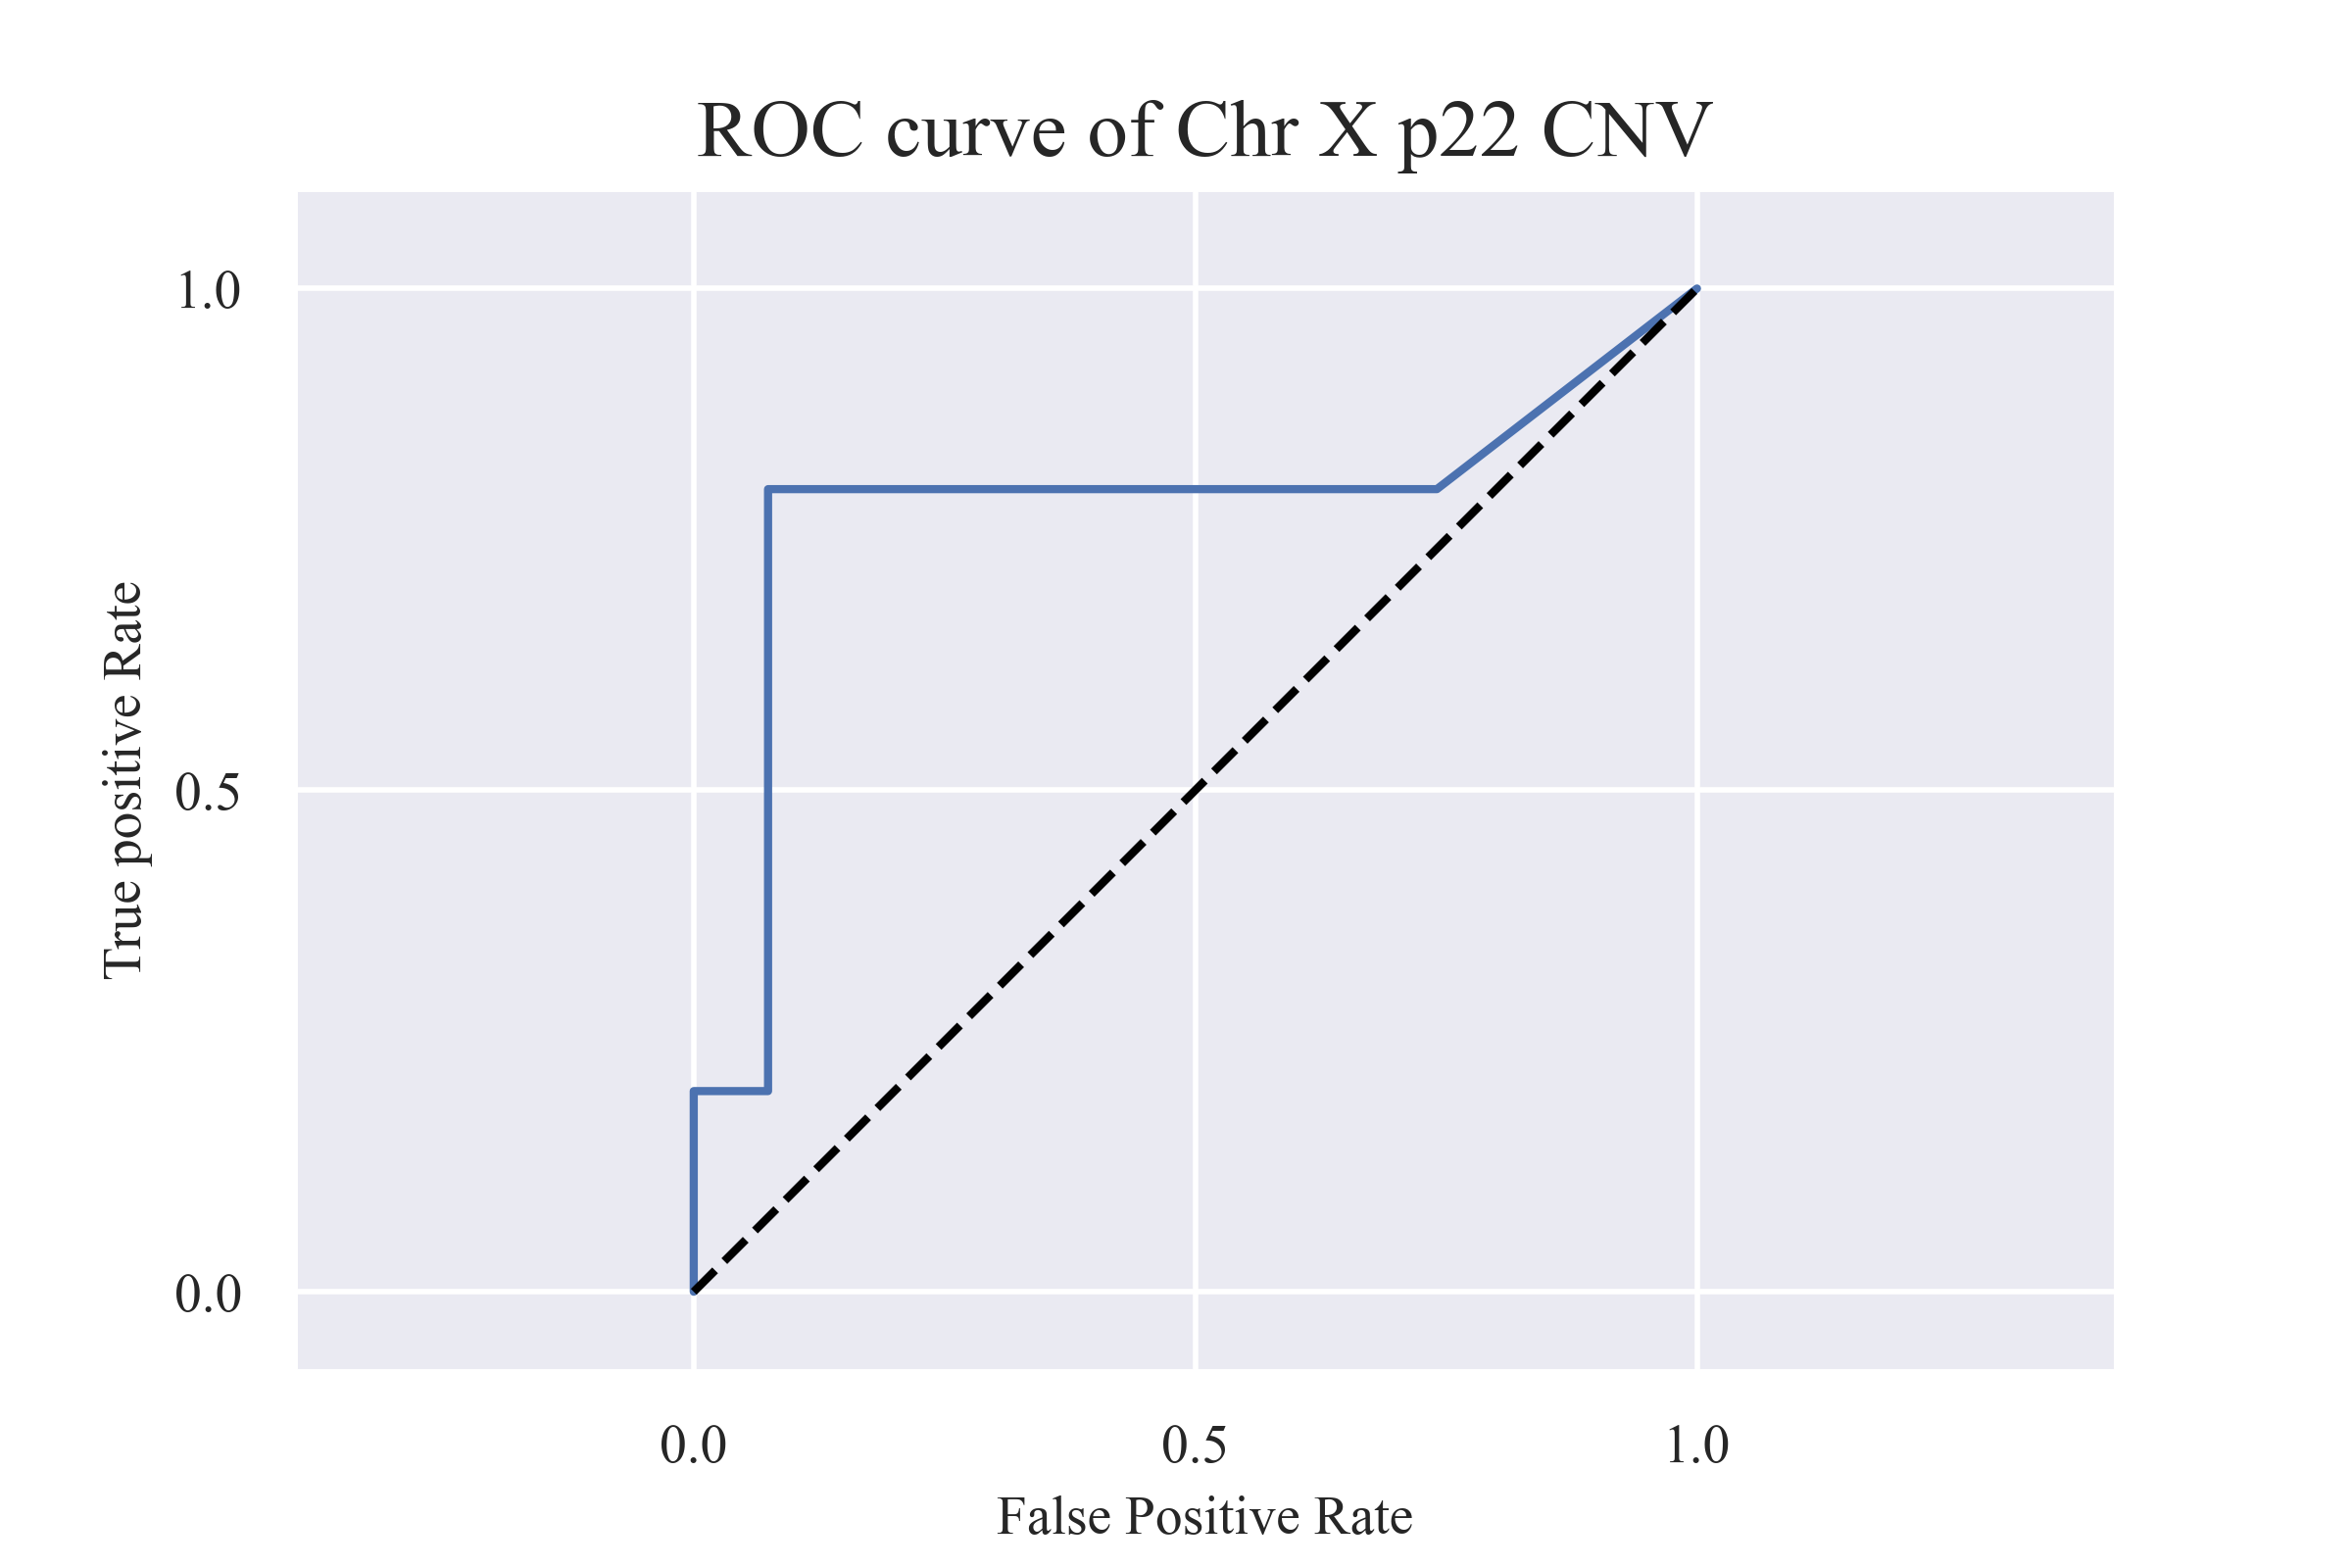 ROC curve of Chr X p22 CNV
True positive Rate
1.0
0.5
0.0
0.0 0.5 1.0
False Positive Rate